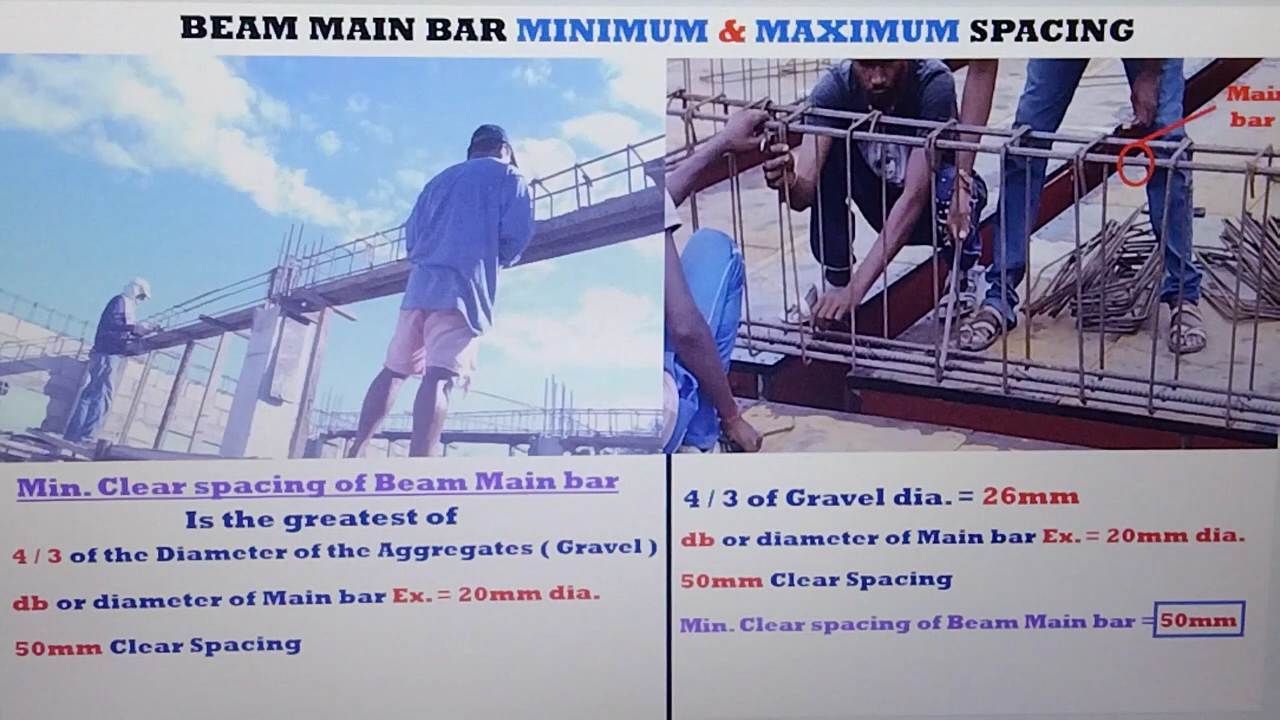 BEAM MAIN BAR MINIMUM & MAXIMUM SPACING
Main
bar
Min. Clear spacing of Beam Main bar
Is the greatest of
4 / 3 of the Diameter of the Aggregates ( Gravel )
db or diameter of Main bar Ex. = 20mm dia.
50mm Clear Spacing
4 / 3 of Gravel dia. = 26mm
db or diameter of Main bar Ex. = 20mm dia.
50mm Clear Spacing
Min. Clear spacing of Beam Main bar = 50mm